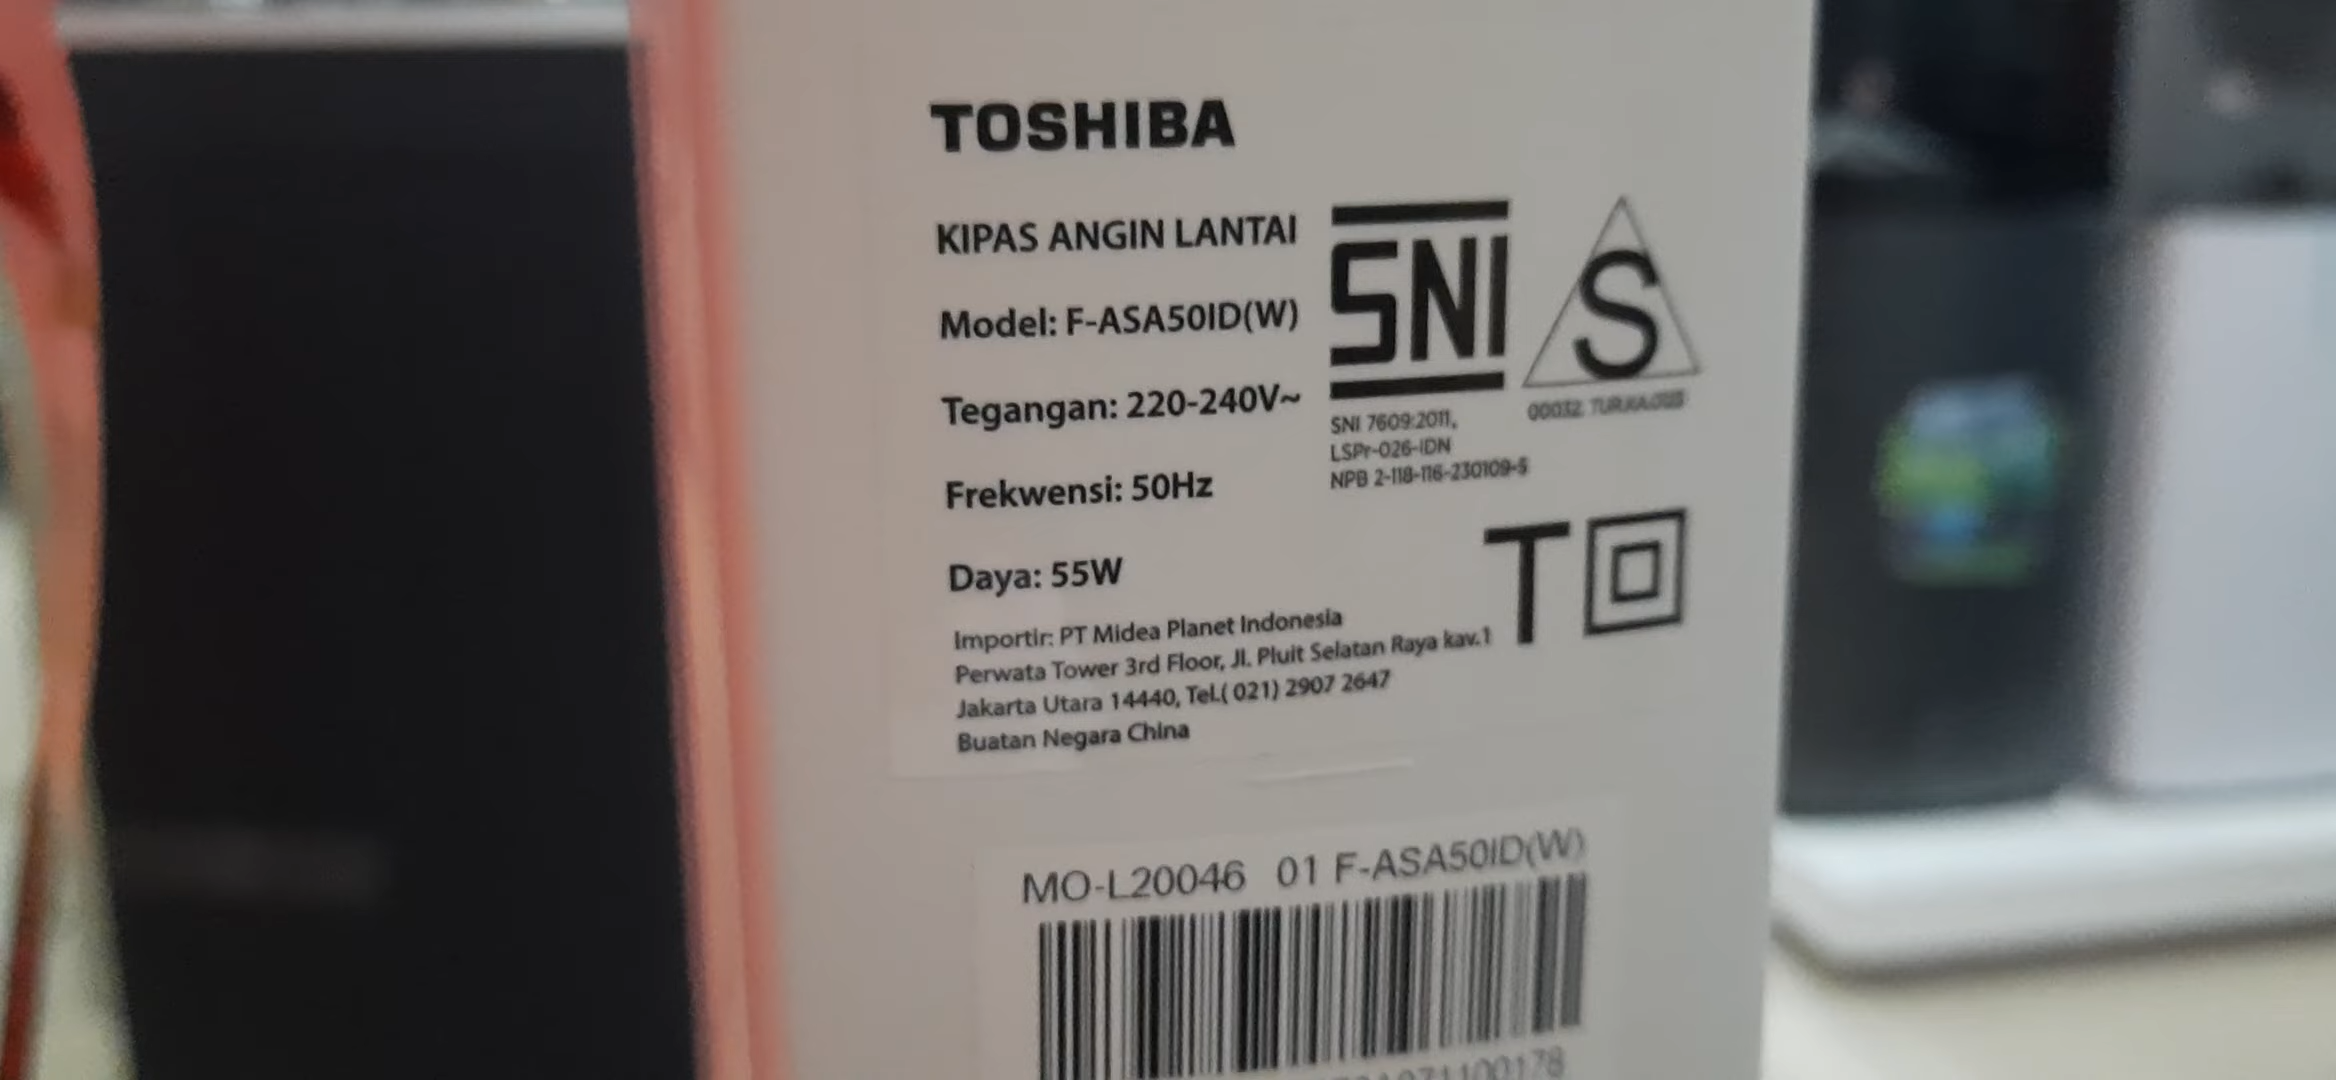 TOSHIBA
KIPAS ANGIN LANTAI
Model: F-ASA50ID(W)
Tegangan: 220-240V~
Frekwensi: 50Hz
Daya: 55W
SNI
SNI 7609:2011,
LSPr-026-IDN
NPB 2-118-116-230109-5
S
00032
T
Importir: PT Midea Planet Indonesia
Perwata Tower 3rd Floor, Jl. Pluit Selatan Raya kav.1
Jakarta Utara 14440, Tel.( 021) 2907 2647
Buatan Negara China
MO-L20046 01 F-ASA50ID(W)